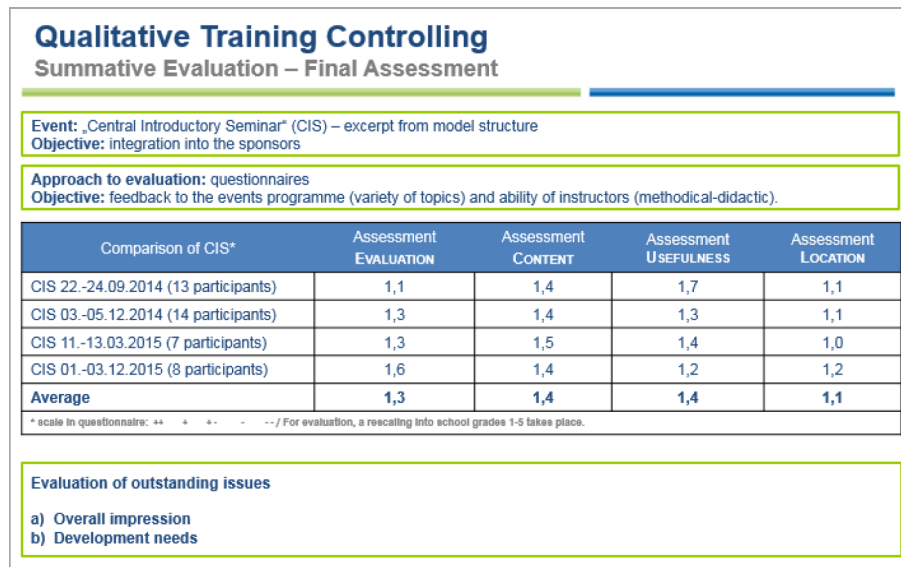 Qualitative Training Controlling
Summative Evaluation – Final Assessment
Event: „Central Introductory Seminar“ (CIS) – excerpt from model structure
Objective: integration into the sponsors
Approach to evaluation: questionnaires
Objective: feedback to the events programme (variety of topics) and ability of instructors (methodical-didactic).
Comparison of CIS* Assessment EVALUATION Assessment CONTENT Assessment USEFULNESS Assessment LOCATION
CIS 22.-24.09.2014 (13 participants) 1,1 1,4 1,7 1,1
CIS 03.-05.12.2014 (14 participants) 1,3 1,4 1,3 1,1
CIS 11.-13.03.2015 (7 participants) 1,3 1,5 1,4 1,0
CIS 01.-03.12.2015 (8 participants) 1,6 1,4 1,2 1,2
Average 1,3 1,4 1,4 1,1
* scale in questionnaire: ++ + +- - -- / For evaluation, a rescaling into school grades 1-5 takes place.
Evaluation of outstanding issues
a) Overall impression
b) Development needs